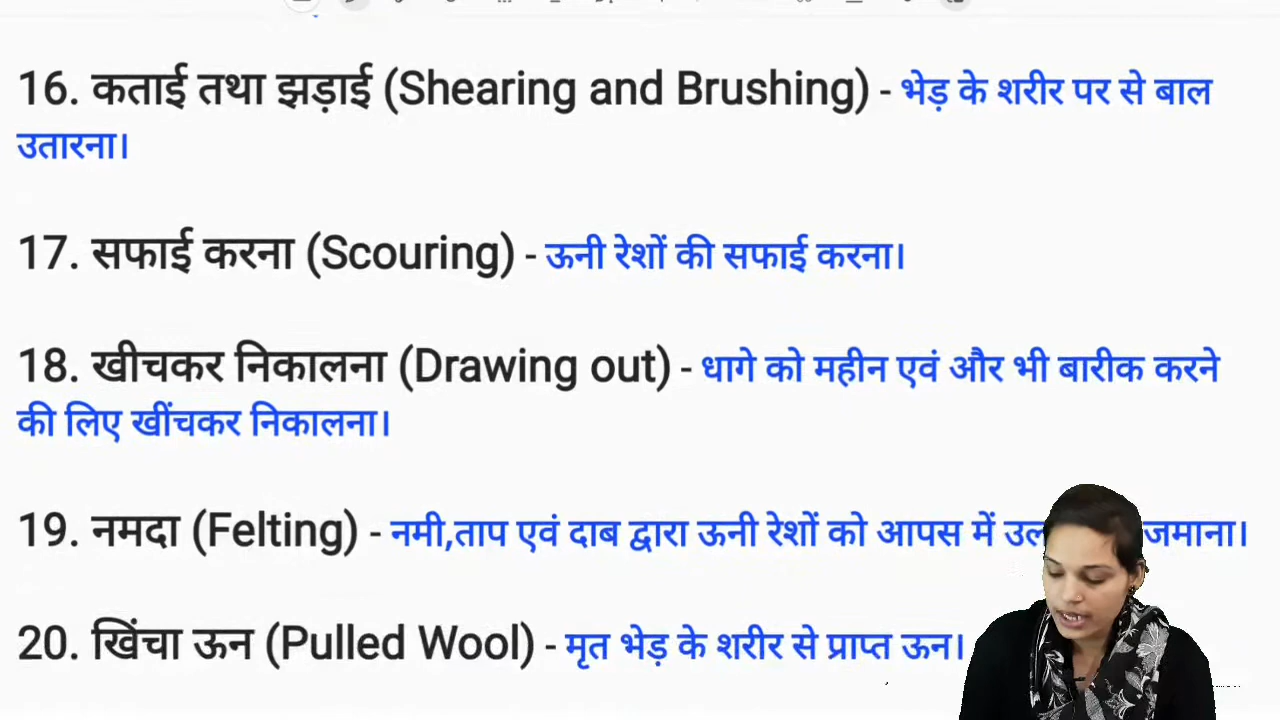 16. कताई तथा झड़ाई (Shearing and Brushing) - भेड़ के शरीर पर से बाल
उतारना।
17. सफाई करना (Scouring) - ऊनी रेशों की सफाई करना।
18. खीचकर निकालना (Drawing out) - धागे को महीन एवं और भी बारीक करने
की लिए खींचकर निकालना।
19. नमदा (Felting) - नमी,ताप एवं दाब द्वारा ऊनी रेशों को आपस में जमाना।
20. खिंचा ऊन (Pulled Wool) - मृत भेड़ के शरीर से प्राप्त ऊन।